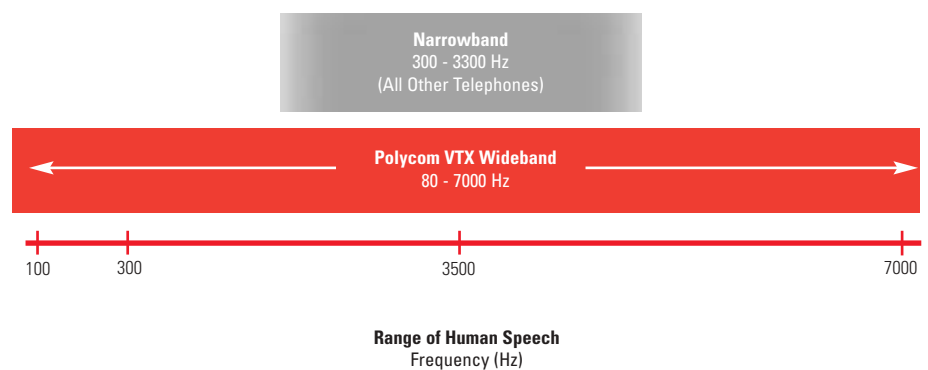 Narrowband
300 - 3300 Hz
(All Other Telephones)
Polycom VTX Wideband
80 - 7000 Hz
100 300 3500 7000
Range of Human Speech
Frequency (Hz)